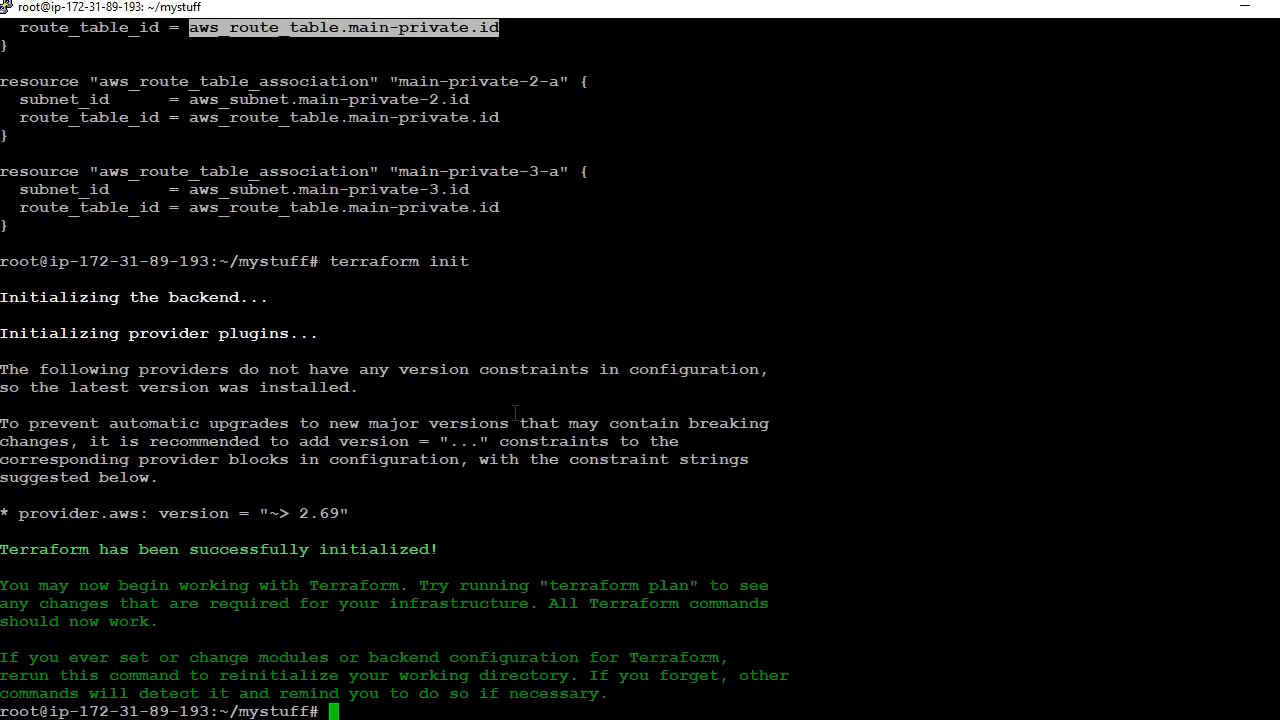 root@ip-172-31-89-193: ~/mystuff
route_table_id = aws_route_table.main-private.id
}
resource "aws_route_table_association" "main-private-2-a" {
subnet_id      = aws_subnet.main-private-2.id
route_table_id = aws_route_table.main-private.id
}
resource "aws_route_table_association" "main-private-3-a" {
subnet_id      = aws_subnet.main-private-3.id
route_table_id = aws_route_table.main-private.id
}
root@ip-172-31-89-193:~/mystuff# terraform init
Initializing the backend...
Initializing provider plugins...
The following providers do not have any version constraints in configuration,
so the latest version was installed.
To prevent automatic upgrades to new major versions that may contain breaking
changes, it is recommended to add version = "..." constraints to the
corresponding provider blocks in configuration, with the constraint strings
suggested below.
* provider.aws: version = "~> 2.69"
Terraform has been successfully initialized!
You may now begin working with Terraform. Try running "terraform plan" to see
any changes that are required for your infrastructure. All Terraform commands
should now work.
If you ever set or change modules or backend configuration for Terraform,
rerun this command to reinitialize your working directory. If you forget, other
commands will detect it and remind you to do so if necessary.
root@ip-172-31-89-193:~/mystuff#